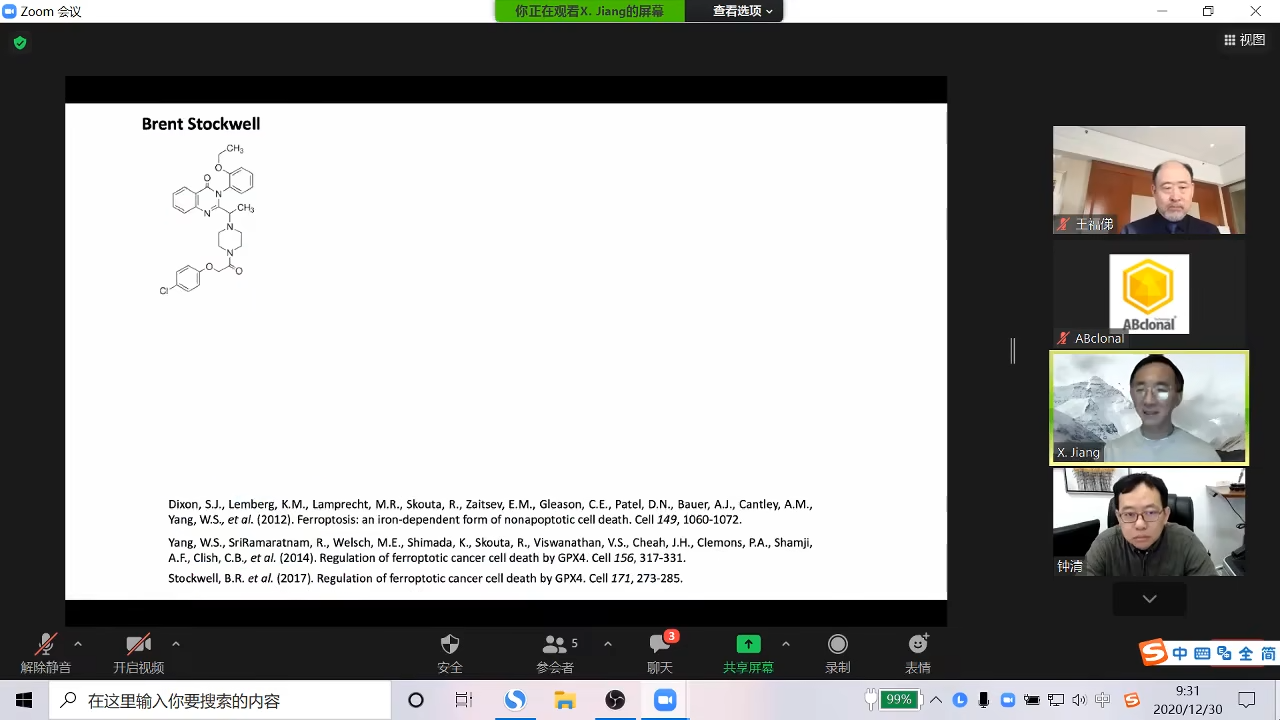 Zoom 会议
你正在观看X. Jiang的屏幕
查看选项
视图
Brent Stockwell
CH3
O
O
N
N
CH3
N
N
O
O
Cl
Dixon, S.J., Lemberg, K.M., Lamprecht, M.R., Skouta, R., Zaitsev, E.M., Gleason, C.E., Patel, D.N., Bauer, A.J., Cantley, A.M.,
Yang, W.S., et al. (2012). Ferroptosis: an iron-dependent form of nonapoptotic cell death. Cell 149, 1060-1072.
Yang, W.S., SriRamaratnam, R., Welsch, M.E., Shimada, K., Skouta, R., Viswanathan, V.S., Cheah, J.H., Clemons, P.A., Shamji,
A.F., Clish, C.B., et al. (2014). Regulation of ferroptotic cancer cell death by GPX4. Cell 156, 317-331.
Stockwell, B.R. et al. (2017). Regulation of ferroptotic cancer cell death by GPX4. Cell 171, 273-285.
王福俤
ABclonal
ABclonal
X. Jiang
钟清
解除静音
开启视频
安全
5
参会者
3
聊天
共享屏幕
录制
表情
中 全 简
在这里输入你要搜索的内容
99%
中
9:31
2020/12/30